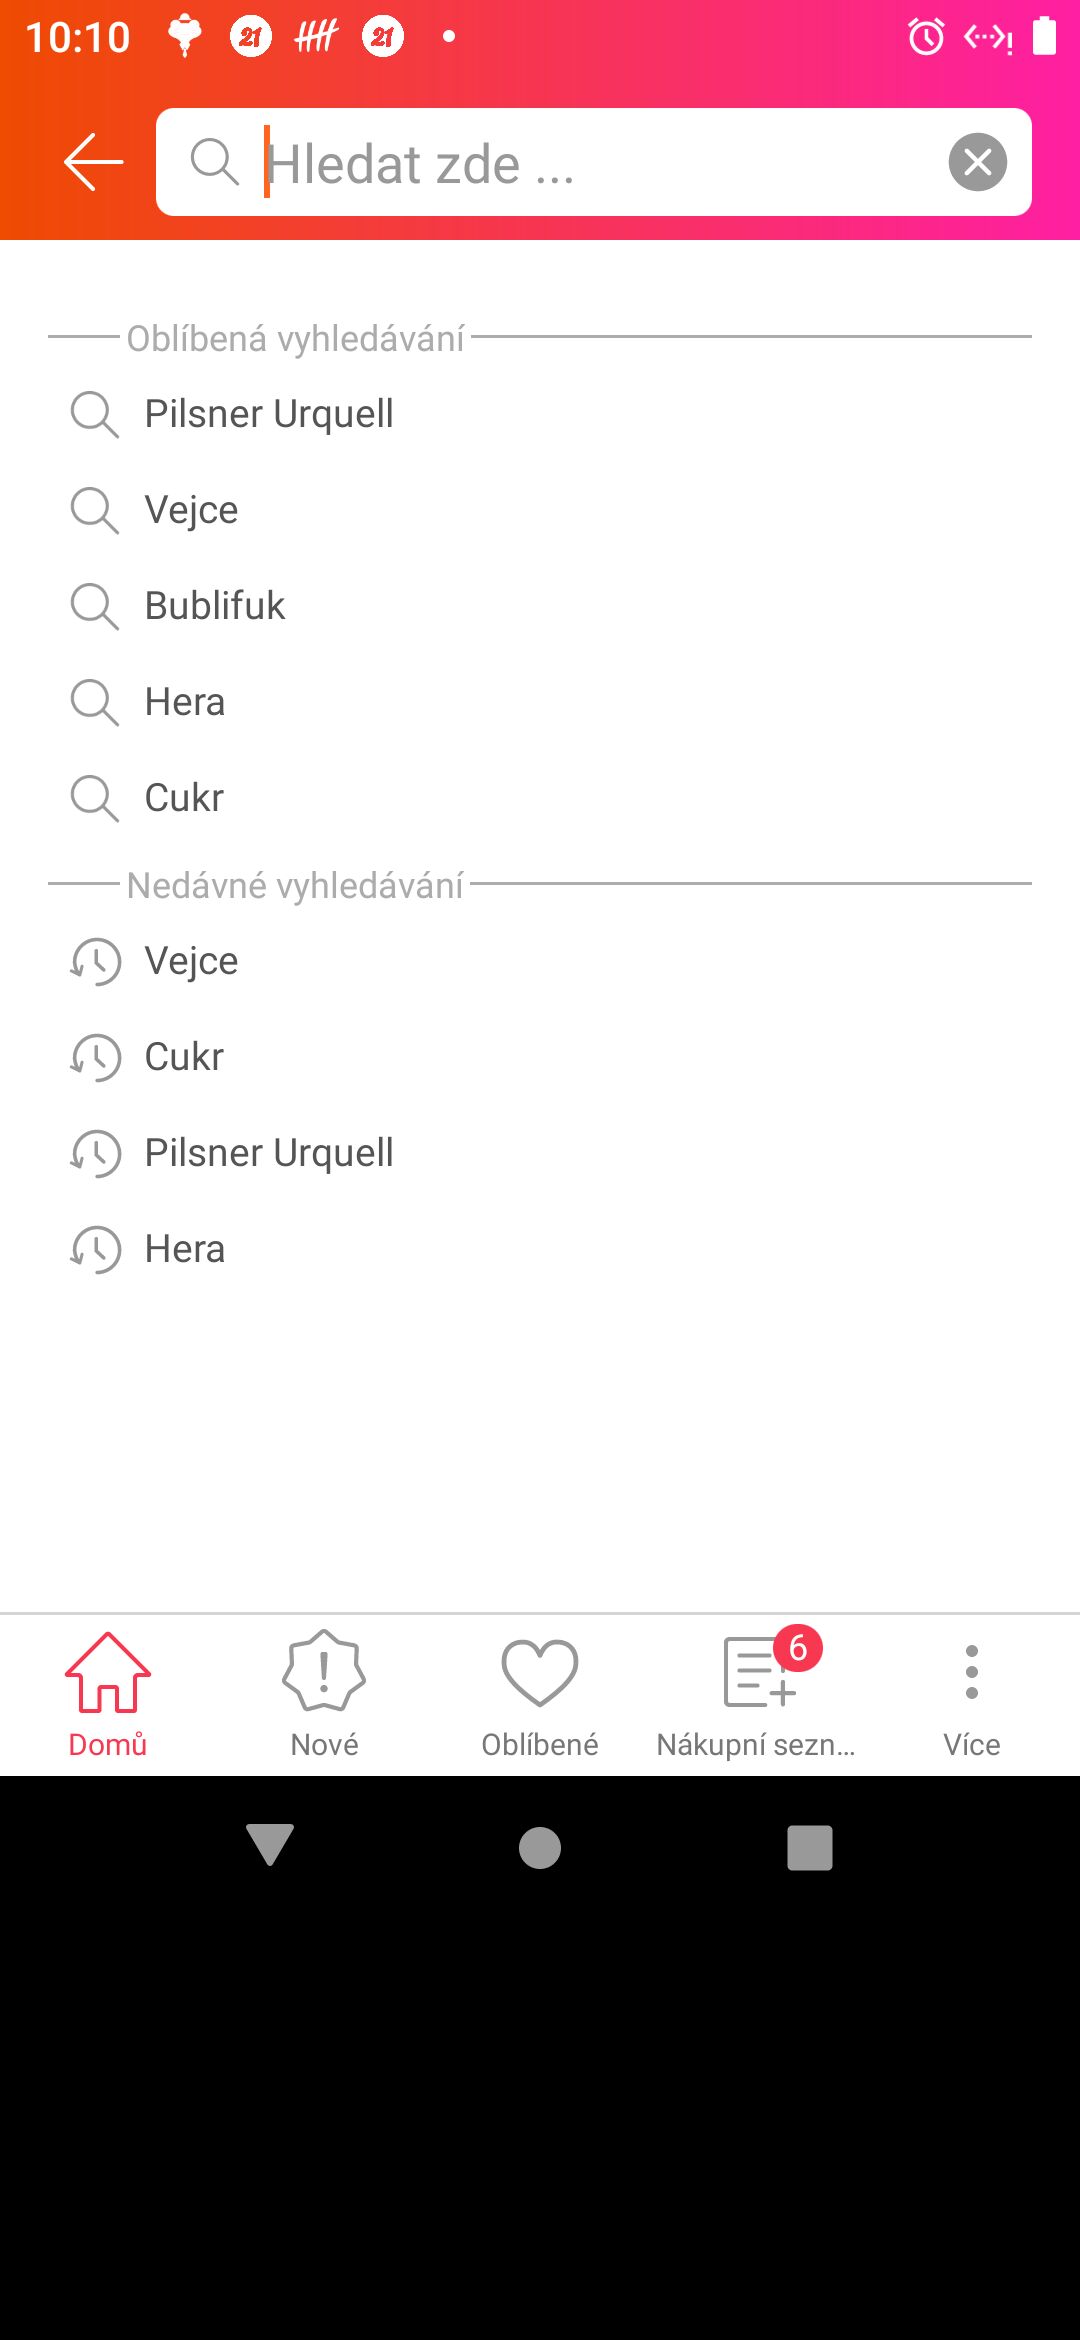 10:10
21
21
Hledat zde ...
Oblíbená vyhledávání
Pilsner Urquell
Vejce
Bublifuk
Hera
Cukr
Nedávné vyhledávání
Vejce
Cukr
Pilsner Urquell
Hera
6
Domů
Nové
Oblíbené
Nákupní sezn...
Více